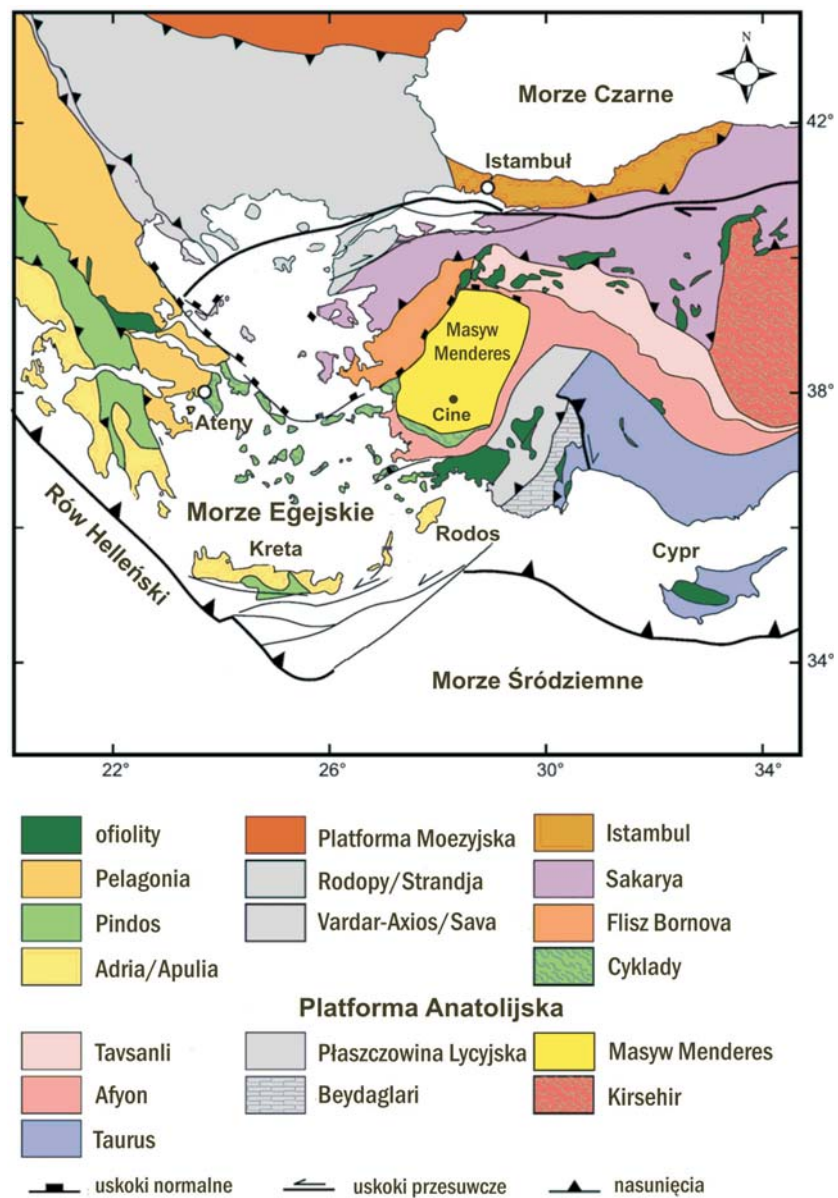 N
Morze Czarne
42°
Istambuł
Masyw
Menderes
38°
Cine
Ateny
Morze Egejskie
Rów Helleński
Rodos
Kreta
Cypr
34°
Morze Śródziemne
22° 26° 30° 34°
ofiolity Platforma Moezyjska Istambul
Pelagonia Rodopy/Strandja Sakarya
Pindos Vardar-Axios/Sava Flisz Bornova
Adria/Apulia Cyklady
Platforma Anatolijska
Tavsanli Płaszczowina Lycyjska Masyw Menderes
Afyon Beydaglari Kirsehir
Taurus
uskoki normalne uskoki przesuwcze nasunięcia